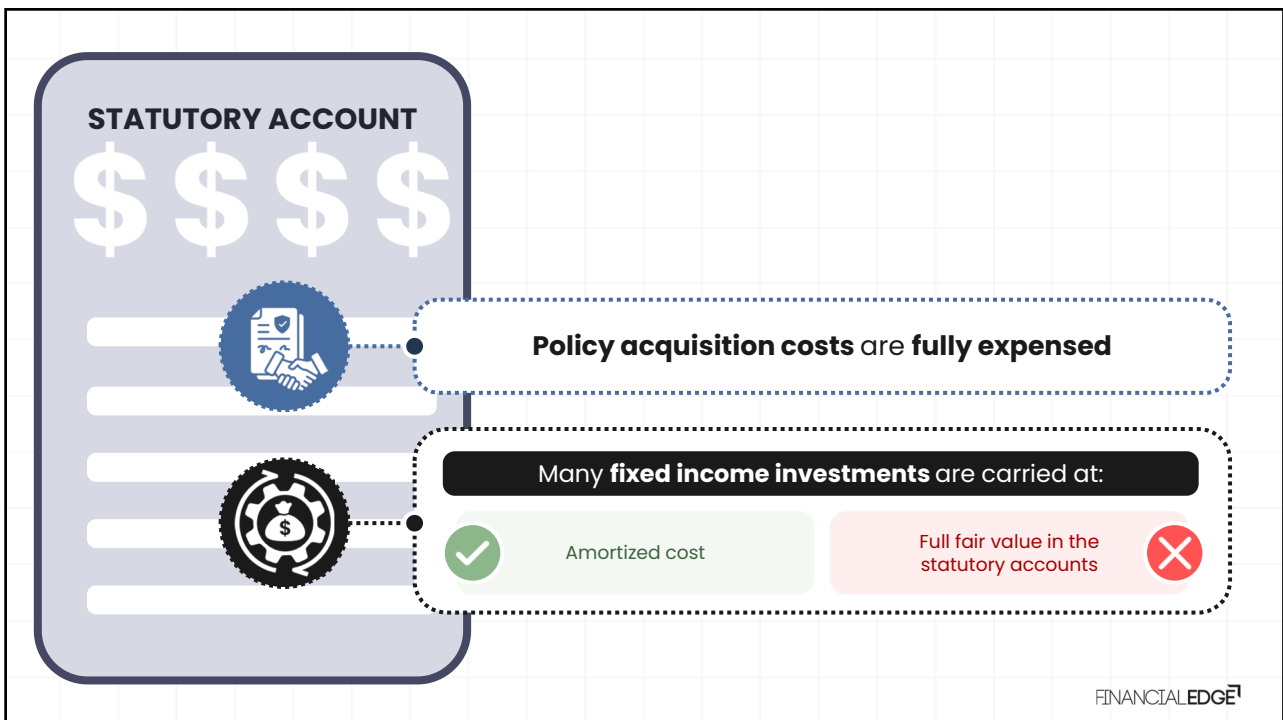 STATUTORY ACCOUNT
$ $ $ $
Policy acquisition costs are fully expensed
$
Many fixed income investments are carried at:
Amortized cost
Full fair value in the
statutory accounts
FINANCIALEDGE